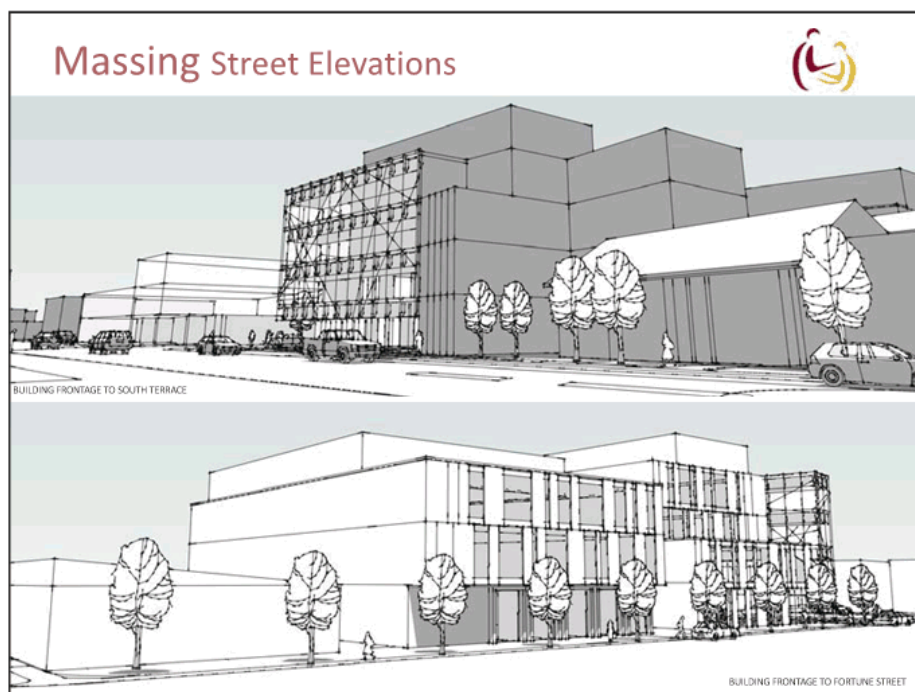 Massing Street Elevations
BUILDING FRONTAGE TO SOUTH TERRACE
BUILDING FRONTAGE TO FORTUNE STREET